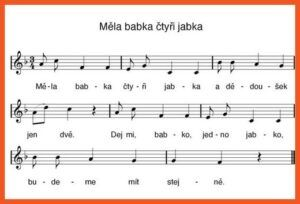 Měla babka čtyři jabka
Mě-la bab-ka čty-ři jab-ka a dě-dou-šek
jen dvě. Dej mi, bab-ko, jed-no jab-ko,
bu-de-me mít stej-ně.